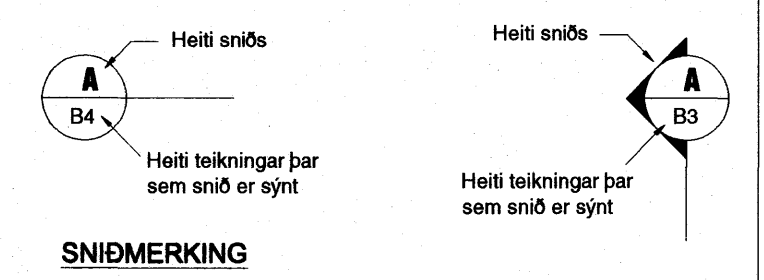 Heiti sniðs
A
B4
Heiti teikningar þar
sem snið er sýnt
Heiti sniðs
A
B3
Heiti teikningar þar
sem snið er sýnt
SNIÐMERKING